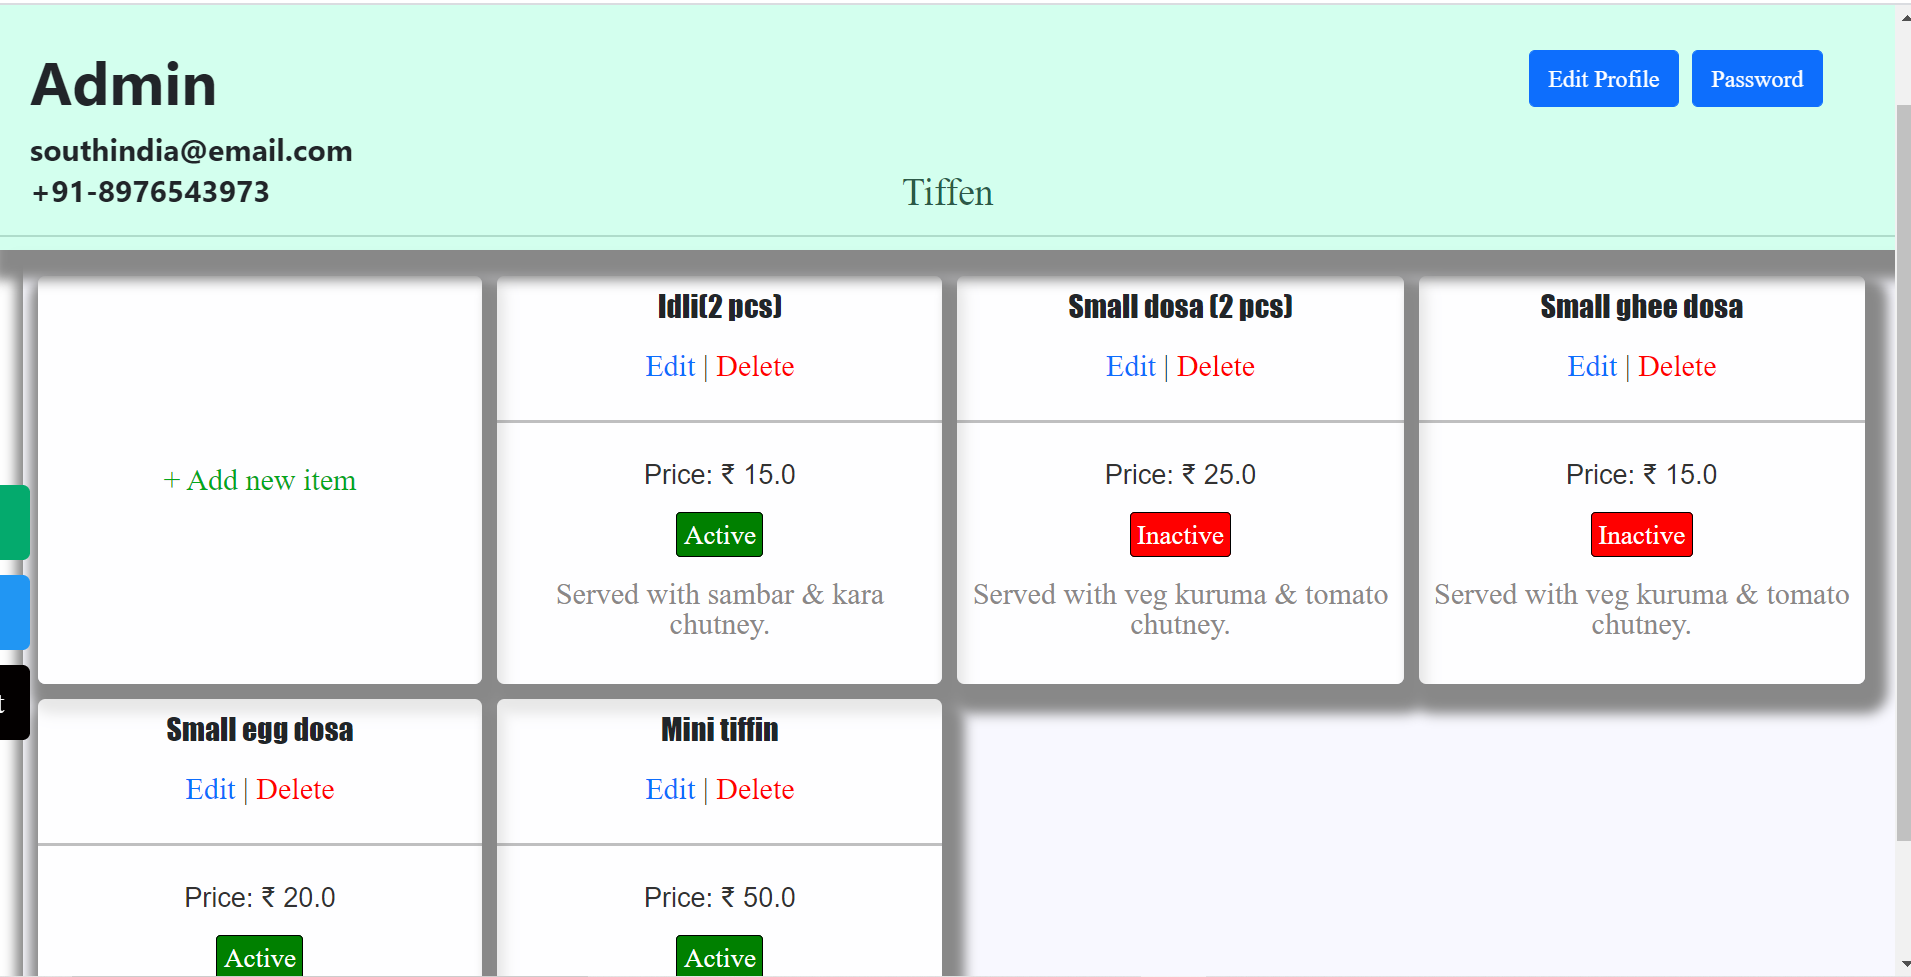 Admin
Edit Profile
Password
southindia@email.com
+91-8976543973
Tiffen
+ Add new item
Idli(2 pcs)
Edit | Delete
Price: ₹ 15.0
Active
Served with sambar & kara
chutney.
Small dosa (2 pcs)
Edit | Delete
Price: ₹ 25.0
Inactive
Served with veg kuruma & tomato
chutney.
Small ghee dosa
Edit | Delete
Price: ₹ 15.0
Inactive
Served with veg kuruma & tomato
chutney.
t
Small egg dosa
Edit | Delete
Price: ₹ 20.0
Active
Mini tiffin
Edit | Delete
Price: ₹ 50.0
Active